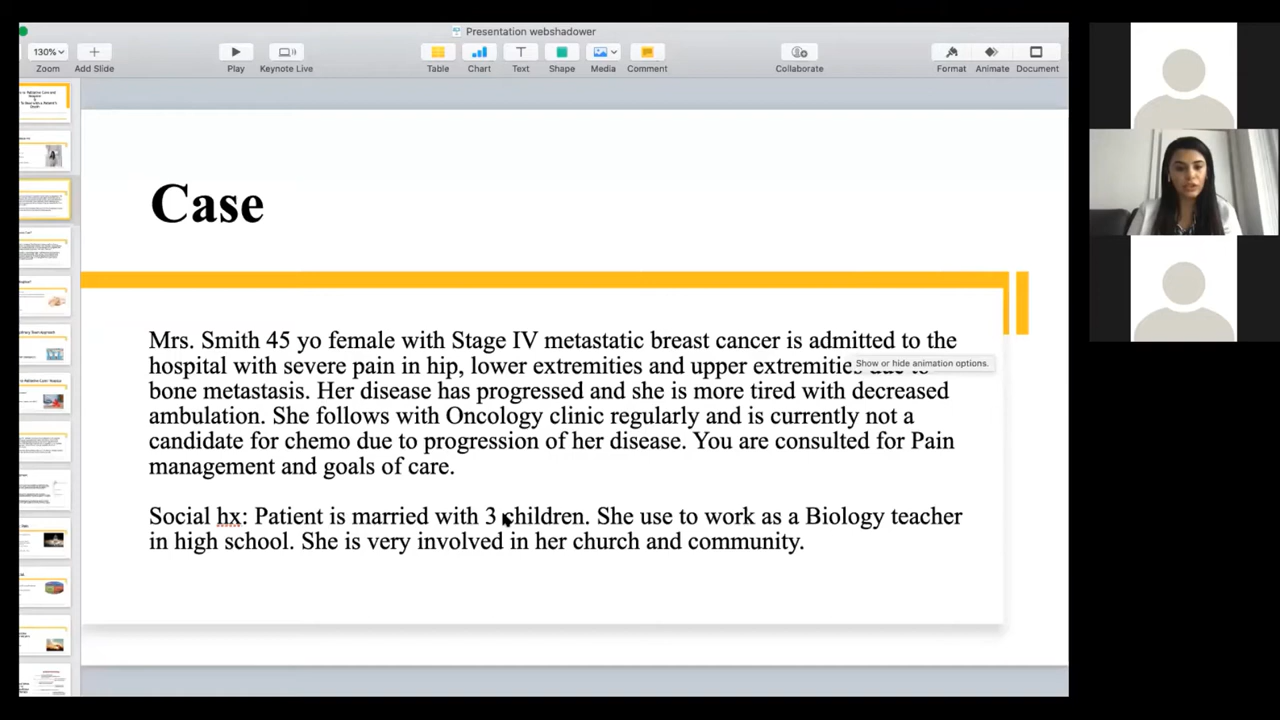 Presentation webshadower
130%
Zoom
Add Slide
Play
Keynote Live
Table
Chart
Text
Shape
Media
Comment
Collaborate
Format
Animate
Document
Case
Mrs. Smith 45 yo female with Stage IV metastatic breast cancer is admitted to the
hospital with severe pain in hip, lower extremities and upper extremities due to
Show or hide animation options.
bone metastasis. Her disease has progressed and she is more tired with decreased
ambulation. She follows with Oncology clinic regularly and is currently not a
candidate for chemo due to progression of her disease. You are consulted for Pain
management and goals of care.
Social hx: Patient is married with 3 children. She use to work as a Biology teacher
in high school. She is very involved in her church and community.